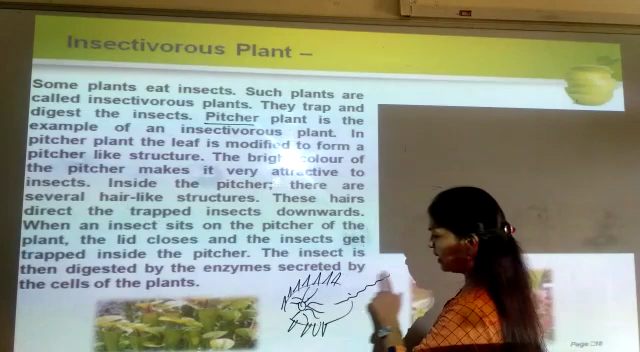 Insectivorous Plant –
Some plants eat insects. Such plants are
called insectivorous plants. They trap and
digest the insects. Pitcher plant is the
example of an insectivorous plant. In
pitcher plant the leaf is modified to form a
pitcher like structure. The bright colour of
the pitcher makes it very attractive to
insects. Inside the pitcher; there are
several hair-like structures. These hairs
direct the trapped insects downwards.
When an insect sits on the pitcher of the
plant, the lid closes and the insects get
trapped inside the pitcher. The insect is
then digested by the enzymes secreted by
the cells of the plants.
Page